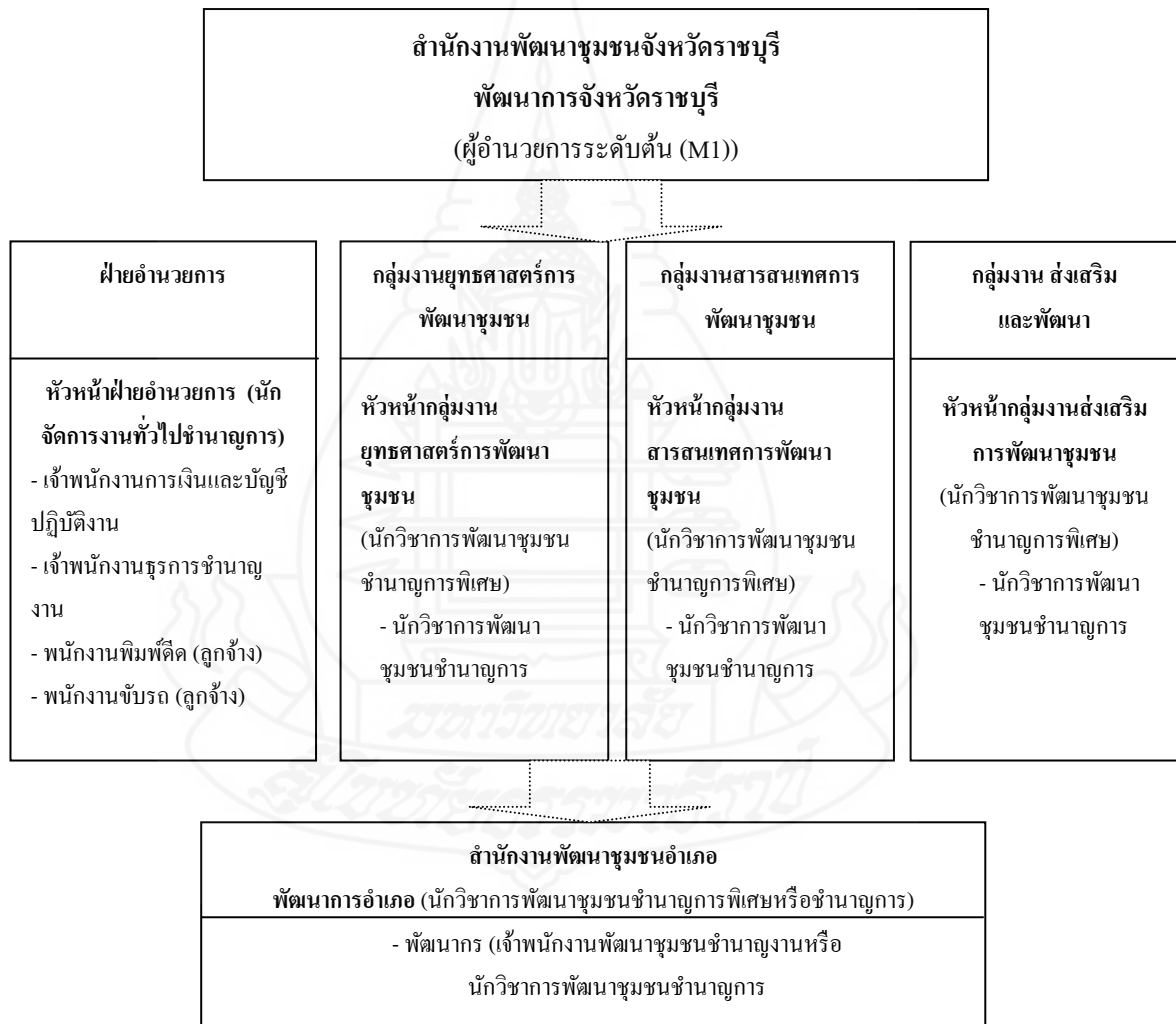 สำนักงานพัฒนาชุมชนจังหวัดราชบุรี
พัฒนาการจังหวัดราชบุรี
(ผู้อำนวยการระดับต้น (M1))
ฝ่ายอำนวยการ
หัวหน้าฝ่ายอำนวยการ (นัก
จัดการงานทั่วไปชำนาญการ)
- เจ้าพนักงานการเงินและบัญชี
ปฏิบัติงาน
- เจ้าพนักงานธุรการชำนาญ
งาน
- พนักงานพิมพ์ดีด (ลูกจ้าง)
- พนักงานขับรถ (ลูกจ้าง)
กลุ่มงานยุทธศาสตร์การ
พัฒนาชุมชน
หัวหน้ากลุ่มงาน
ยุทธศาสตร์การพัฒนา
ชุมชน
(นักวิชาการพัฒนาชุมชน
ชำนาญการพิเศษ)
- นักวิชาการพัฒนา
ชุมชนชำนาญการ
กลุ่มงานสารสนเทศการ
พัฒนาชุมชน
หัวหน้ากลุ่มงาน
สารสนเทศการพัฒนา
ชุมชน
(นักวิชาการพัฒนาชุมชน
ชำนาญการพิเศษ)
- นักวิชาการพัฒนา
ชุมชนชำนาญการ
กลุ่มงาน ส่งเสริม
และพัฒนา
หัวหน้ากลุ่มงานส่งเสริม
การพัฒนาชุมชน
(นักวิชาการพัฒนาชุมชน
ชำนาญการพิเศษ)
- นักวิชาการพัฒนา
ชุมชนชำนาญการ
มหาวิทยาลัย
สุโขทัยธรรมาธิราช
สำนักงานพัฒนาชุมชนอำเภอ
พัฒนาการอำเภอ (นักวิชาการพัฒนาชุมชนชำนาญการพิเศษหรือชำนาญการ)
- พัฒนากร (เจ้าพนักงานพัฒนาชุมชนชำนาญงานหรือ
นักวิชาการพัฒนาชุมชนชำนาญการ